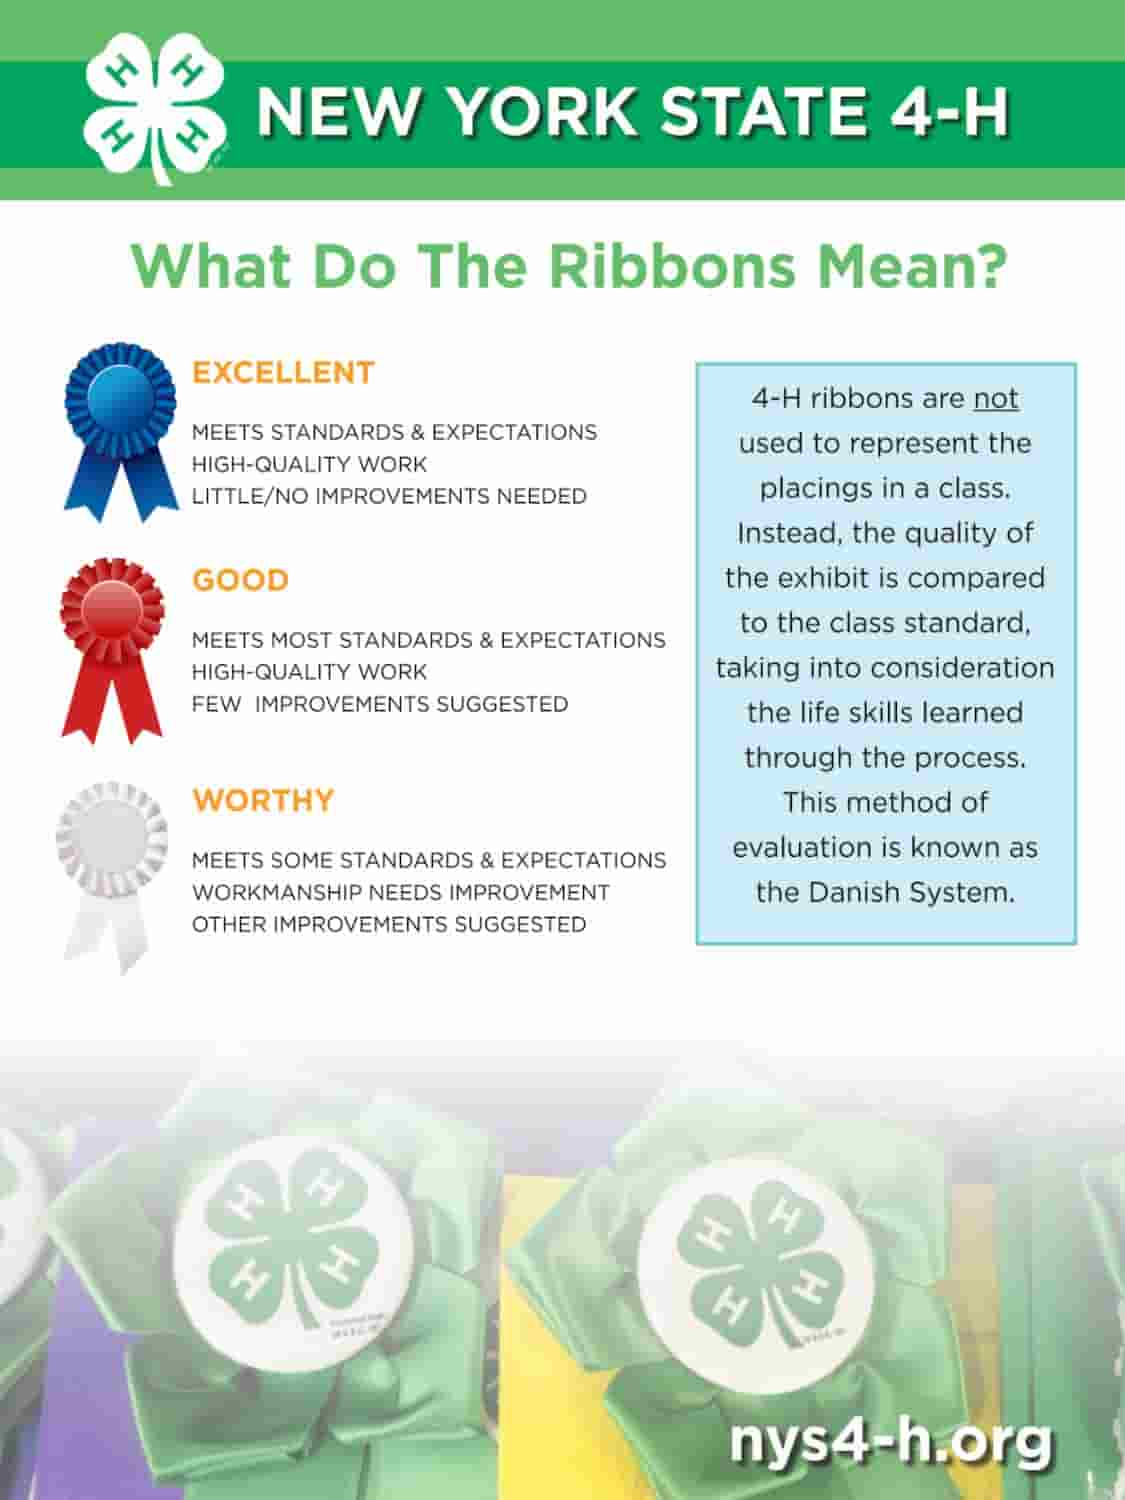 H H
H H
NEW YORK STATE 4-H
What Do The Ribbons Mean?
EXCELLENT
MEETS STANDARDS & EXPECTATIONS
HIGH-QUALITY WORK
LITTLE/NO IMPROVEMENTS NEEDED
GOOD
MEETS MOST STANDARDS & EXPECTATIONS
HIGH-QUALITY WORK
FEW IMPROVEMENTS SUGGESTED
WORTHY
MEETS SOME STANDARDS & EXPECTATIONS
WORKMANSHIP NEEDS IMPROVEMENT
OTHER IMPROVEMENTS SUGGESTED
4-H ribbons are not
used to represent the
placings in a class.
Instead, the quality of
the exhibit is compared
to the class standard,
taking into consideration
the life skills learned
through the process.
This method of
evaluation is known as
the Danish System.
H H
H H
H H
H H
nys4-h.org